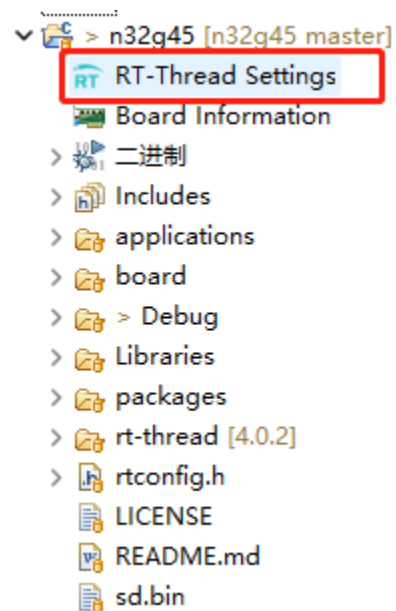 > n32g45 [n32g45 master]
RT RT-Thread Settings
Board Information
二进制
Includes
applications
board
> Debug
Libraries
packages
rt-thread [4.0.2]
rtconfig.h
LICENSE
README.md
sd.bin